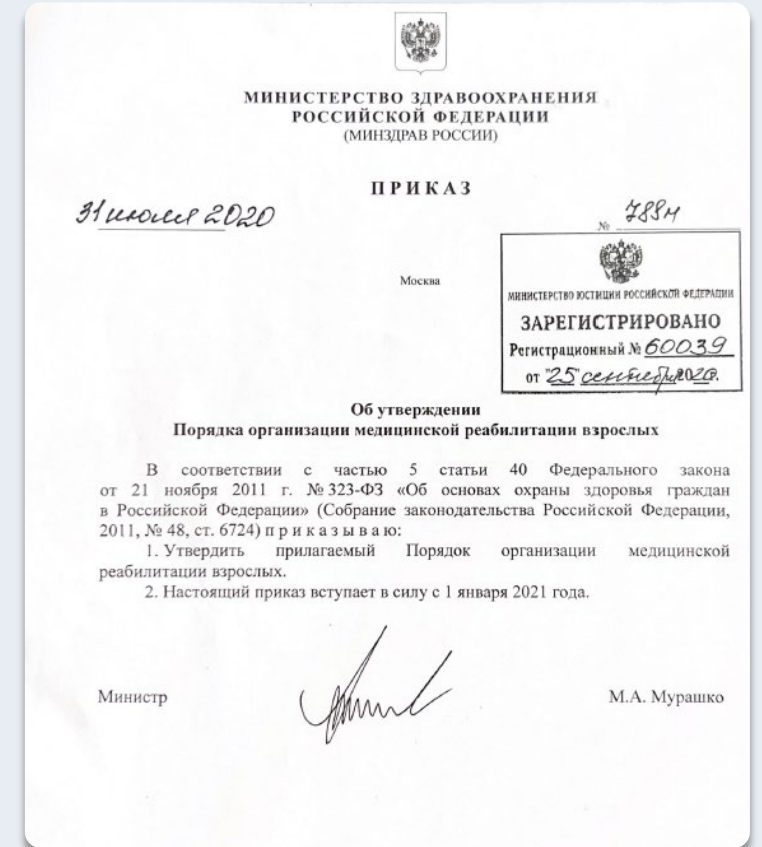 МИНИСТЕРСТВО ЗДРАВООХРАНЕНИЯ
РОССИЙСКОЙ ФЕДЕРАЦИИ
(МИНЗДРАВ РОССИИ)
ПРИКАЗ
31 июля 2020
№ 788н
МИНИСТЕРСТВО ЮСТИЦИИ РОССИЙСКОЙ ФЕДЕРАЦИИ
ЗАРЕГИСТРИРОВАНО
Регистрационный № 60039
от "25" сентября 2020.
Москва
Об утверждении
Порядка организации медицинской реабилитации взрослых
В соответствии с частью 5 статьи 40 Федерального закона
от 21 ноября 2011 г. № 323-ФЗ «Об основах охраны здоровья граждан
в Российской Федерации» (Собрание законодательства Российской Федерации,
2011, № 48, ст. 6724) п р и к а з ы в а ю:
1. Утвердить прилагаемый Порядок организации медицинской
реабилитации взрослых.
2. Настоящий приказ вступает в силу с 1 января 2021 года.
Министр М.А. Мурашко